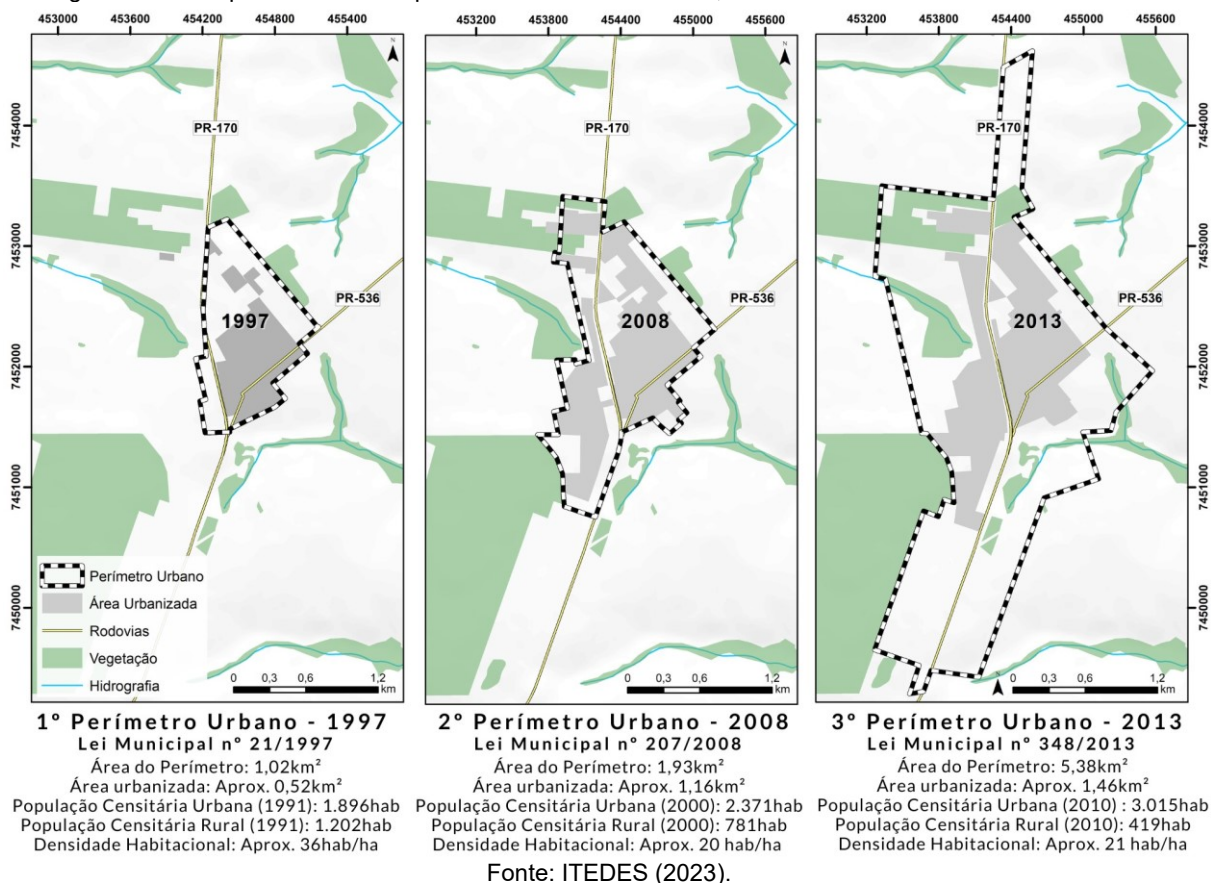 453000 453600 454200 454800 455400
453200 453800 454400 455000 455600
453200 453800 454400 455000 455600
7454000
7453000
7452000
7451000
7450000
N
PR-170
PR-536
1997
Perímetro Urbano
Área Urbanizada
Rodovias
Vegetação
Hidrografia
0 0,3 0,6 1,2
km
1º Perímetro Urbano - 1997
Lei Municipal nº 21/1997
Área do Perímetro: 1,02km²
Área urbanizada: Aprox. 0,52km²
População Censitária Urbana (1991): 1.896hab
População Censitária Rural (1991): 1.202hab
Densidade Habitacional: Aprox. 36hab/ha
N
PR-170
PR-536
2008
0 0,3 0,6 1,2
km
2º Perímetro Urbano - 2008
Lei Municipal nº 207/2008
Área do Perímetro: 1,93km²
Área urbanizada: Aprox. 1,16km²
População Censitária Urbana (2000): 2.371hab
População Censitária Rural (2000): 781hab
Densidade Habitacional: Aprox. 20 hab/ha
PR-170
PR-536
2013
7454000
7453000
7452000
7451000
7450000
0 0,3 0,6 1,2
km
3º Perímetro Urbano - 2013
Lei Municipal nº 348/2013
Área do Perímetro: 5,38km²
Área urbanizada: Aprox. 1,46km²
População Censitária Urbana (2010) : 3.015hab
População Censitária Rural (2010): 419hab
Densidade Habitacional: Aprox. 21 hab/ha
Fonte: ITEDES (2023).